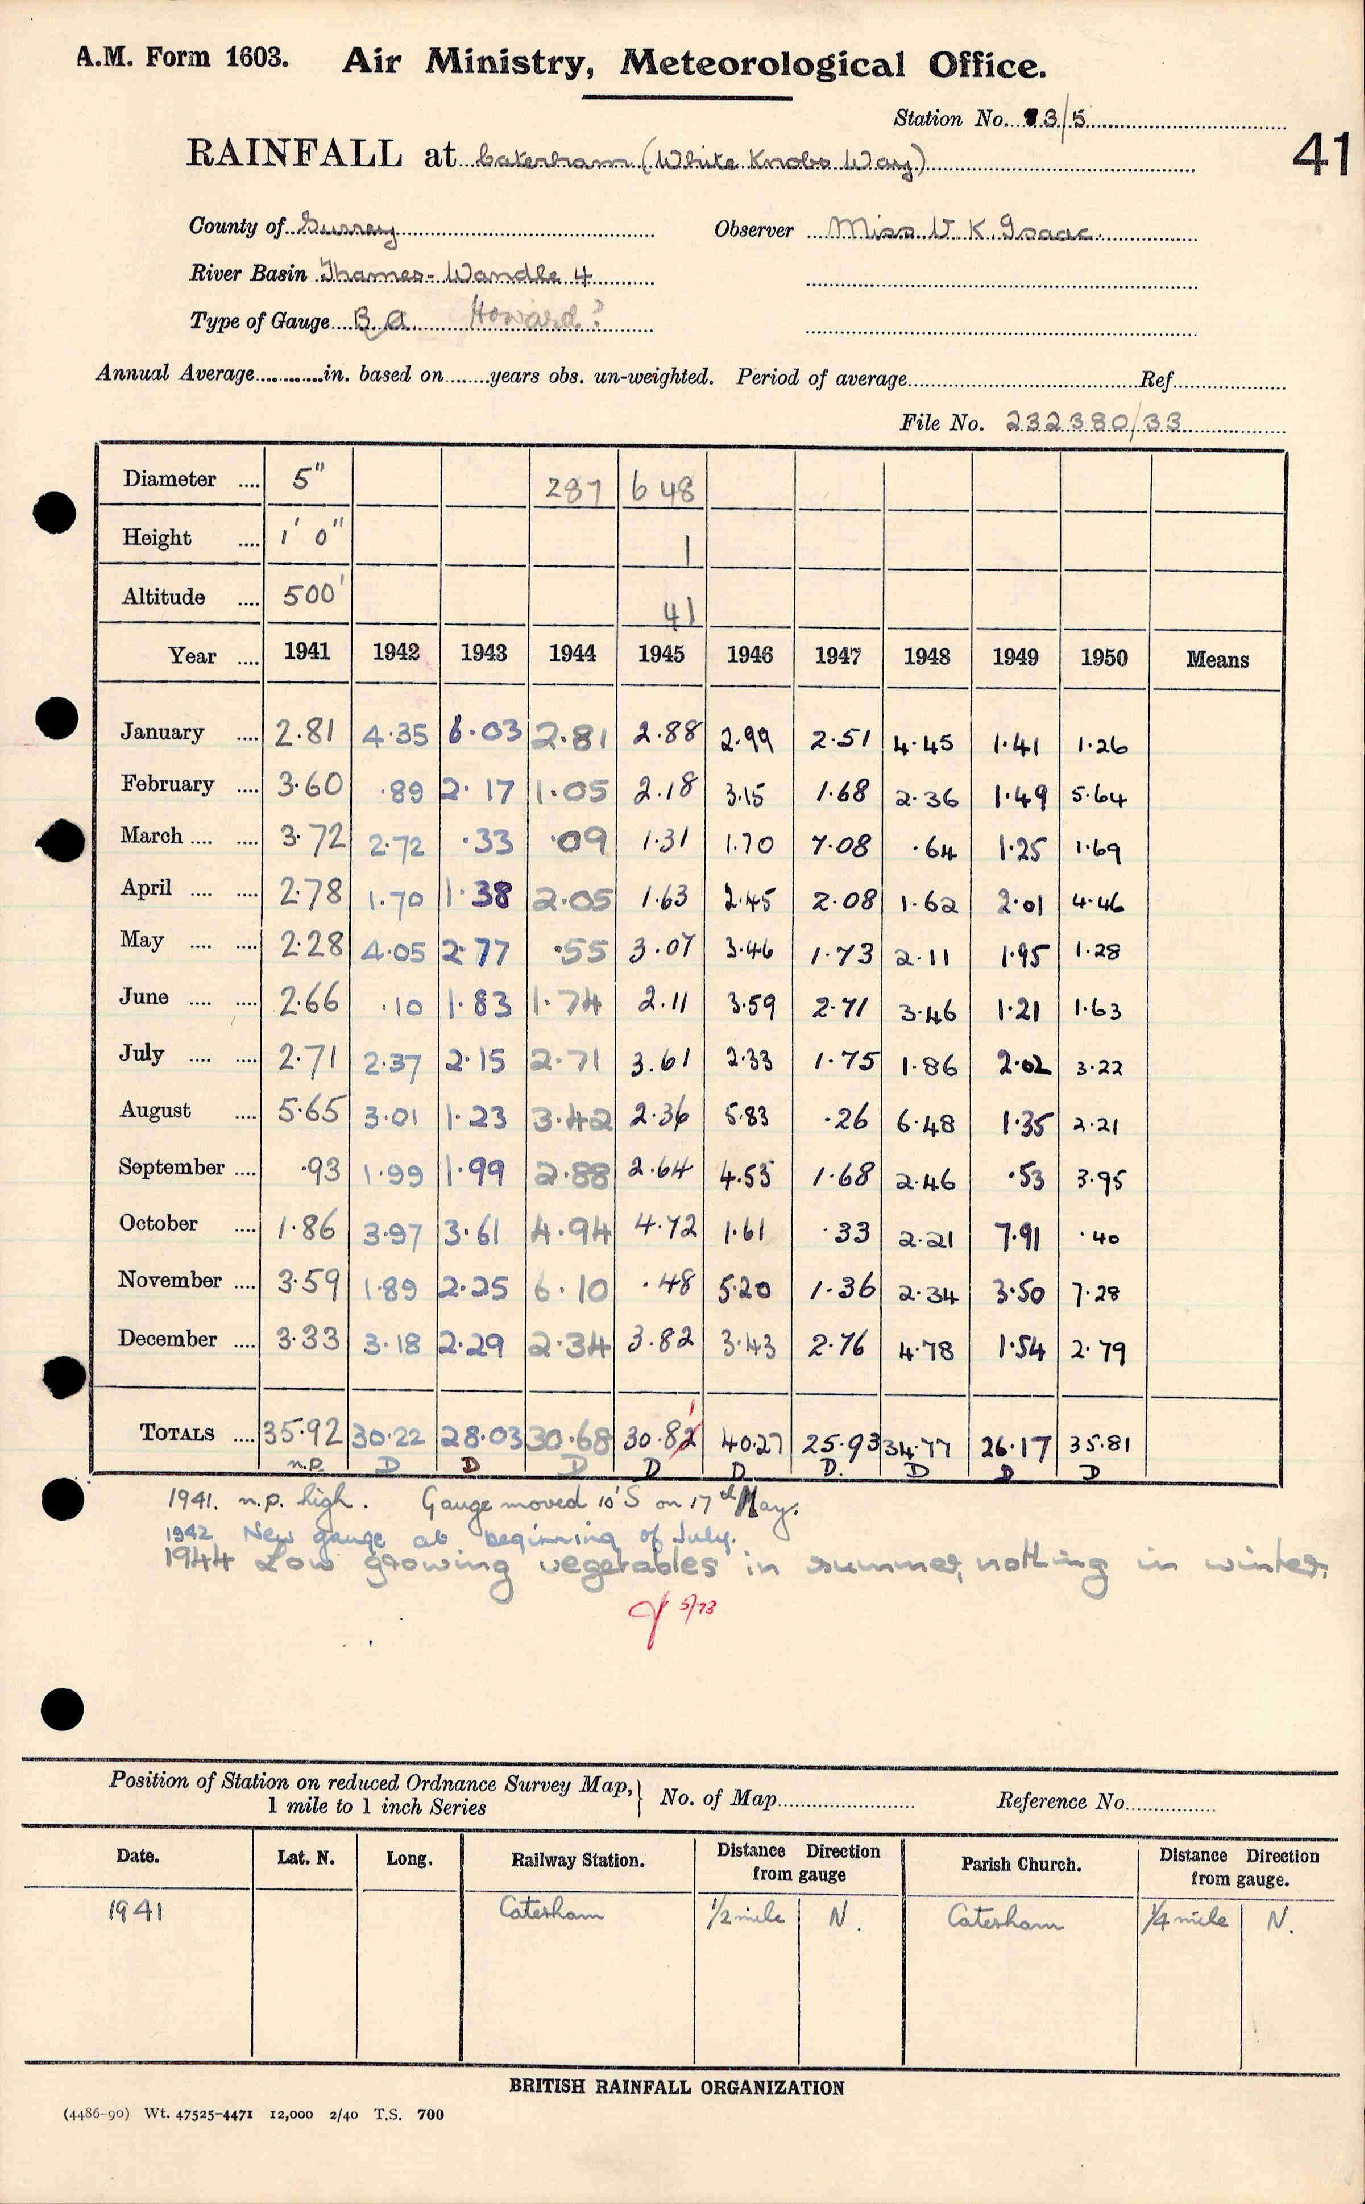 A.M. Form 1603. Air Ministry, Meteorological Office.
Station No. 73/5
41
RAINFALL at Caterham (White Knobs Way)
County of Surrey Observer Miss V. K. Isaac.
River Basin Thames - Wandle 4
Type of Gauge B.A. Howard?
Annual Average............in. based on........years obs. un-weighted. Period of average Ref
File No. 232380/33
Diameter .... 5" 287 648
Height .... 1' 0" 1
Altitude .... 500' 41
Year .... 1941 1942 1943 1944 1945 1946 1947 1948 1949 1950 Means
January .... 2.81 4.35 6.03 2.81 2.88 2.99 2.51 4.45 1.41 1.26
February .... 3.60 .89 2.17 1.05 2.18 3.15 1.68 2.36 1.49 5.64
March .... .... 3.72 2.72 .33 .09 1.31 1.70 7.08 .64 1.25 1.69
April .... .... 2.78 1.70 1.38 2.05 1.63 2.45 2.08 1.62 2.01 4.46
May .... .... 2.28 4.05 2.77 .55 3.07 3.46 1.73 2.11 1.95 1.28
June .... .... 2.66 .10 1.83 1.74 2.11 3.59 2.71 3.46 1.21 1.63
July .... .... 2.71 2.37 2.15 2.71 3.61 2.33 1.75 1.86 2.02 3.22
August .... 5.65 3.01 1.23 3.42 2.36 5.83 .26 6.48 1.35 2.21
September .... .93 1.99 1.99 2.88 2.64 4.53 1.68 2.46 .53 3.95
October .... 1.86 3.97 3.61 4.94 4.72 1.61 .33 2.21 7.91 .40
November .... 3.59 1.89 2.25 6.10 .48 5.20 1.36 2.34 3.50 7.28
December .... 3.33 3.18 2.29 2.34 3.82 3.43 2.76 4.78 1.54 2.79
TOTALS .... 35.92 30.22 28.03 30.68 30.82 1 40.27 25.93 34.77 26.17 35.81
n.p. D D D D D D. D D D
1941. n.p. high. Gauge moved 10' S on 17th May.
1942 New gauge at beginning of July.
1944 Low growing vegetables in summer, nothing in winter.
5/73
Position of Station on reduced Ordnance Survey Map, 1 mile to 1 inch Series } No. of Map Reference No.
Date. Lat. N. Long. Railway Station. Distance Direction from gauge Parish Church. Distance Direction from gauge.
1941 Caterham 1/2 mile N. Caterham 1/4 mile N.
BRITISH RAINFALL ORGANIZATION
(4486-90) Wt. 47525-4471 12,000 2/40 T.S. 700